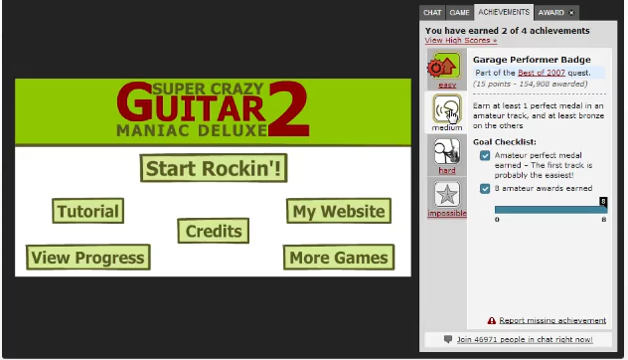 CHAT GAME ACHIEVEMENTS AWARD ×
You have earned 2 of 4 achievements
View High Scores »
SUPER CRAZY
GUITAR 2
MANIAC DELUXE
Start Rockin'!
Tutorial
My Website
Credits
View Progress
More Games
easy
medium
hard
impossible
Garage Performer Badge
Part of the Best of 2007 quest.
(15 points - 154,908 awarded)
Earn at least 1 perfect medal in an
amateur track, and at least bronze
on the others
Goal Checklist:
Amateur perfect medal
earned – The first track is
probably the easiest!
8 amateur awards earned
8
0 8
Report missing achievement
Join 46971 people in chat right now!